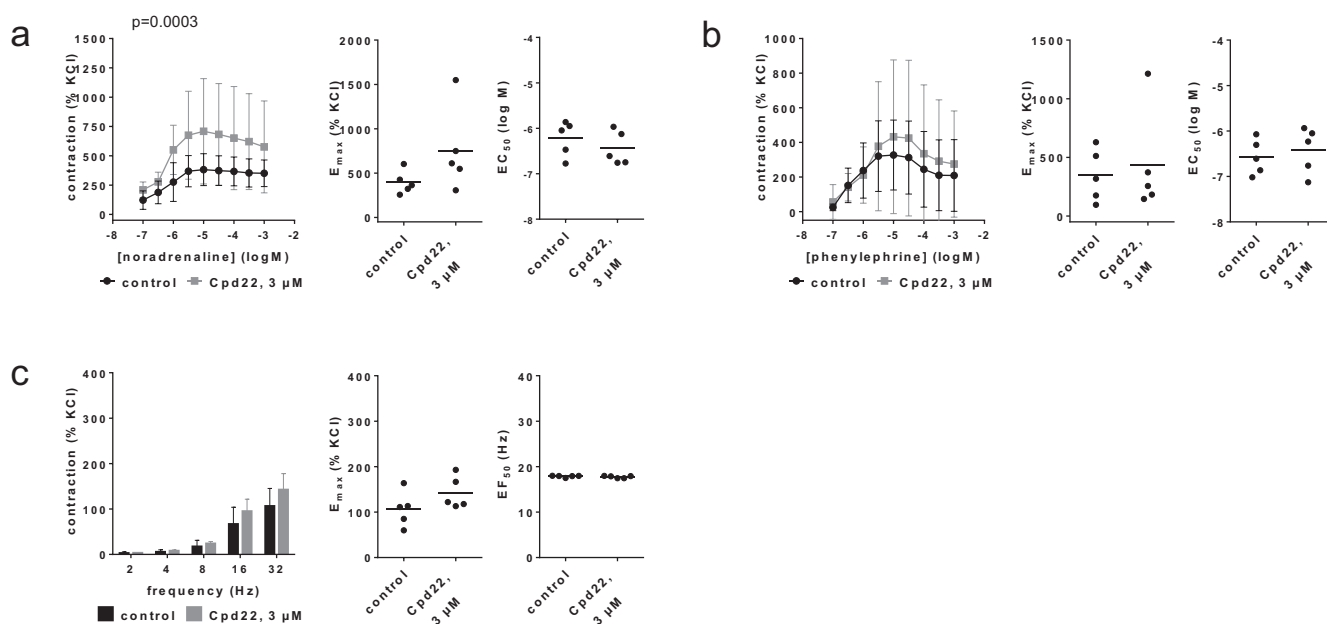 a
p=0.0003
contraction (% KCl)
1500
1250
1000
750
500
250
0
-8 -7 -6 -5 -4 -3 -2
[noradrenaline] (logM)
control Cpd22, 3 µM
Emax (% KCl)
2000
1500
1000
500
0
control
Cpd22,
3 µM
EC50 (log M)
-4
-5
-6
-7
-8
control
Cpd22,
3 µM
b
contraction (% KCl)
1000
800
600
400
200
0
-8 -7 -6 -5 -4 -3 -2
[phenylephrine] (logM)
control Cpd22, 3 µM
Emax (% KCl)
1500
1000
500
0
control
Cpd22,
3 µM
EC50 (log M)
-4
-5
-6
-7
-8
control
Cpd22,
3 µM
c
contraction (% KCl)
400
300
200
100
0
2 4 8 16 32
frequency (Hz)
control Cpd22, 3 µM
Emax (% KCl)
400
300
200
100
0
control
Cpd22,
3 µM
EF50 (Hz)
40
30
20
10
0
control
Cpd22,
3 µM